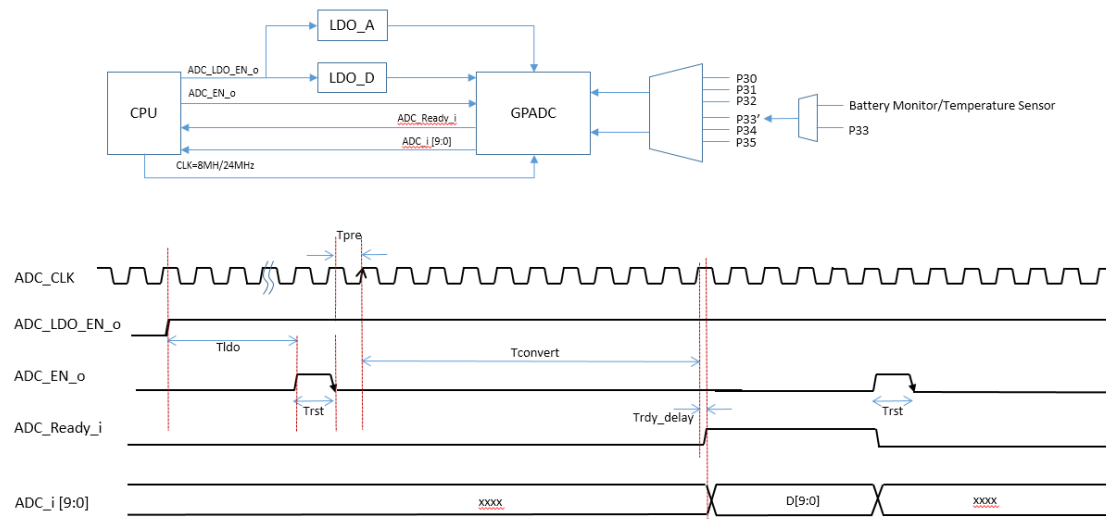 LDO_A
ADC_LDO_EN_o
LDO_D
P30
P31
P32
ADC_EN_o
CPU
GPADC
Battery Monitor/Temperature Sensor
ADC_Ready_i
P33’
P33
P34
ADC_i [9:0]
P35
CLK=8MH/24MHz
Tpre
ADC_CLK
ADC_LDO_EN_o
Tldo
Tconvert
ADC_EN_o
Trst
Trst
Trdy_delay
ADC_Ready_i
ADC_i [9:0]
xxxx
D[9:0]
xxxx